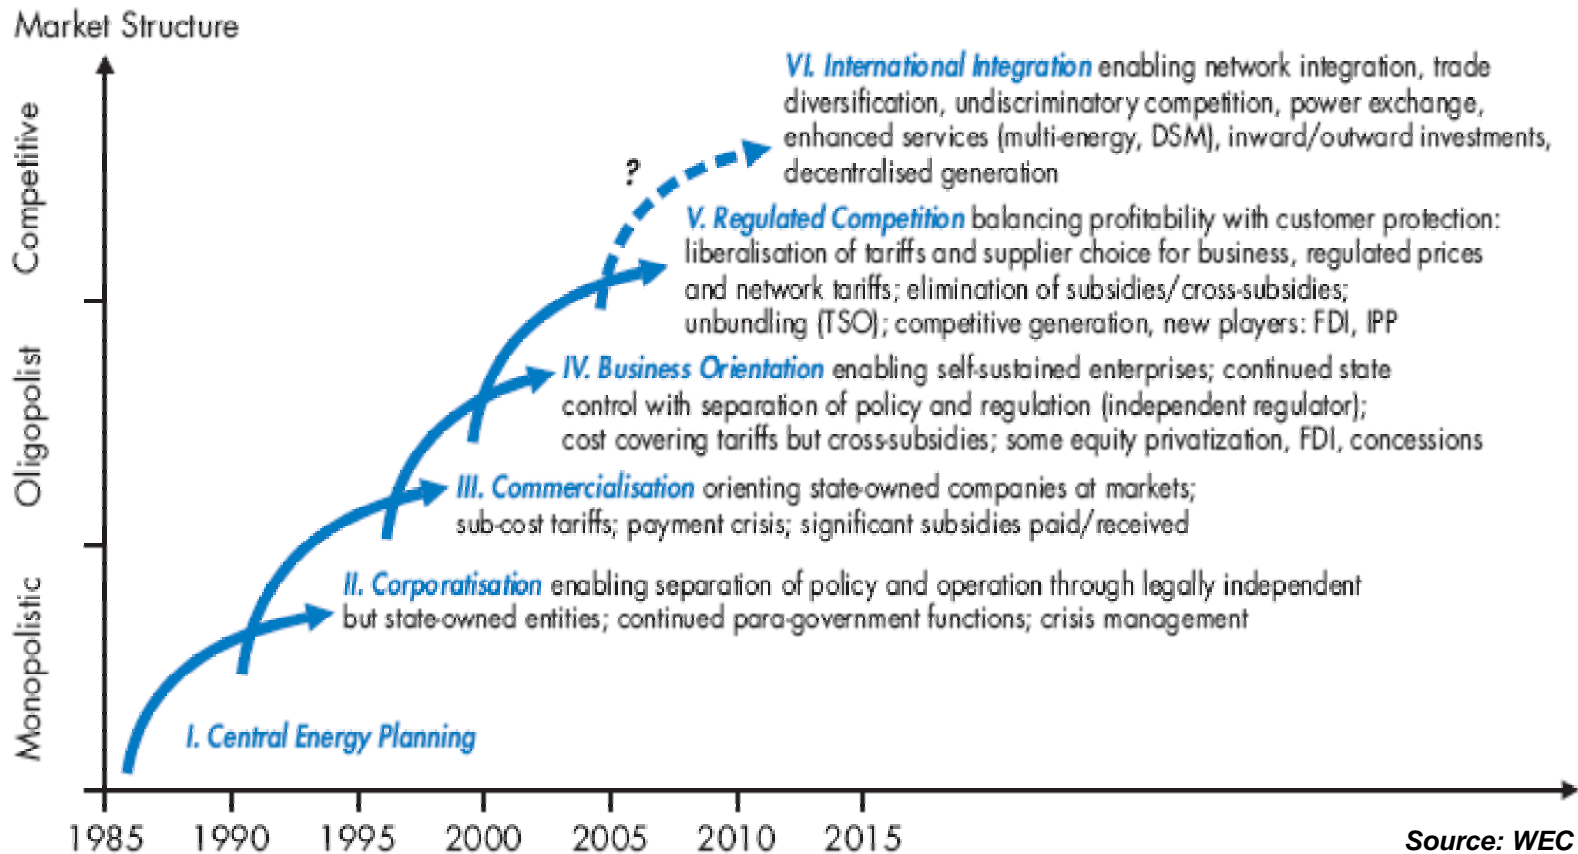 Market Structure
Competitive
Oligopolist
Monopolistic
VI. International Integration enabling network integration, trade
diversification, undiscriminatory competition, power exchange,
enhanced services (multi-energy, DSM), inward/outward investments,
decentralised generation
?
V. Regulated Competition balancing profitability with customer protection:
liberalisation of tariffs and supplier choice for business, regulated prices
and network tariffs; elimination of subsidies/cross-subsidies;
unbundling (TSO); competitive generation, new players: FDI, IPP
IV. Business Orientation enabling self-sustained enterprises; continued state
control with separation of policy and regulation (independent regulator);
cost covering tariffs but cross-subsidies; some equity privatization, FDI, concessions
III. Commercialisation orienting state-owned companies at markets;
sub-cost tariffs; payment crisis; significant subsidies paid/received
II. Corporatisation enabling separation of policy and operation through legally independent
but state-owned entities; continued para-government functions; crisis management
I. Central Energy Planning
1985 1990 1995 2000 2005 2010 2015
Source: WEC